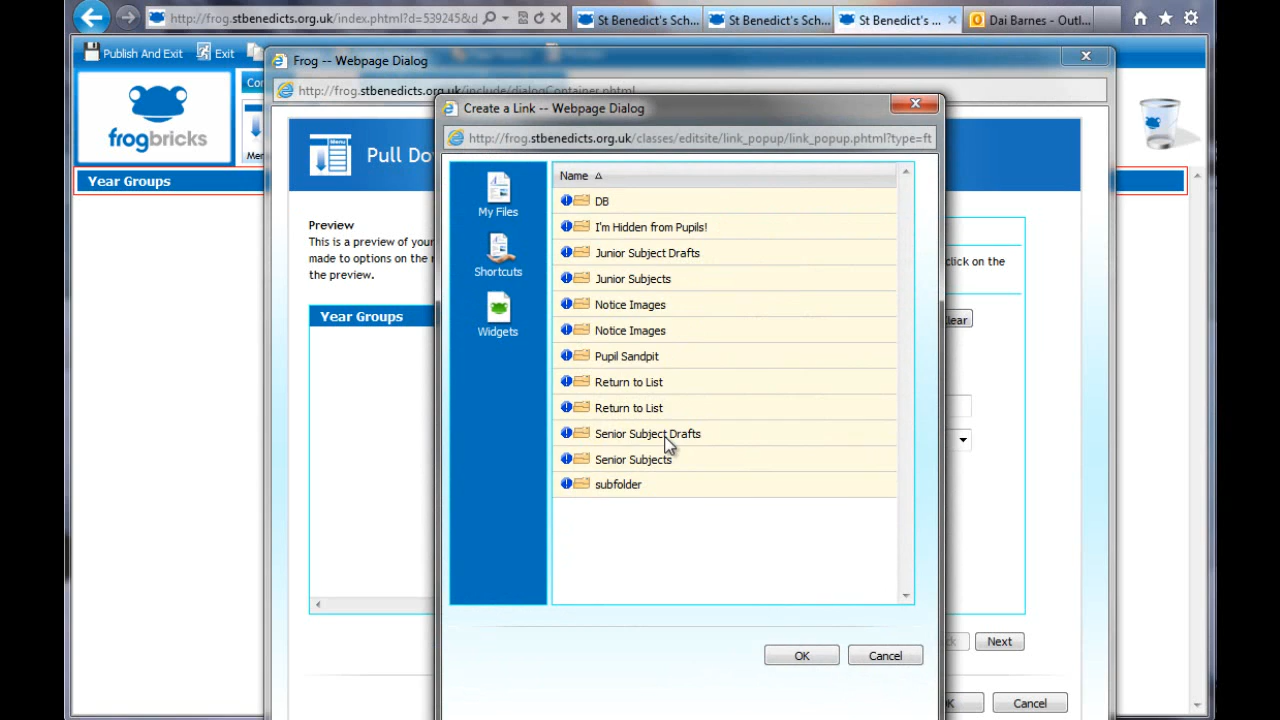 http://frog.stbenedicts.org.uk/index.phtml?d=539245&d
St Benedict's Sch...
St Benedict's Sch...
St Benedict's ...
Dai Barnes - Outl...
Publish And Exit
Exit
Frog -- Webpage Dialog
http://frog.stbenedicts.org.uk/include/dialogContainer.phtml
frogbricks
Year Groups
Pull Do
Preview
This is a preview of your
made to options on the
the preview.
click on the
Year Groups
Next
Cancel
Create a Link -- Webpage Dialog
http://frog.stbenedicts.org.uk/classes/editsite/link_popup/link_popup.phtml?type=ft
My Files
Shortcuts
Widgets
Name
DB
I'm Hidden from Pupils!
Junior Subject Drafts
Junior Subjects
Notice Images
Notice Images
Pupil Sandpit
Return to List
Return to List
Senior Subject Drafts
Senior Subjects
subfolder
OK
Cancel